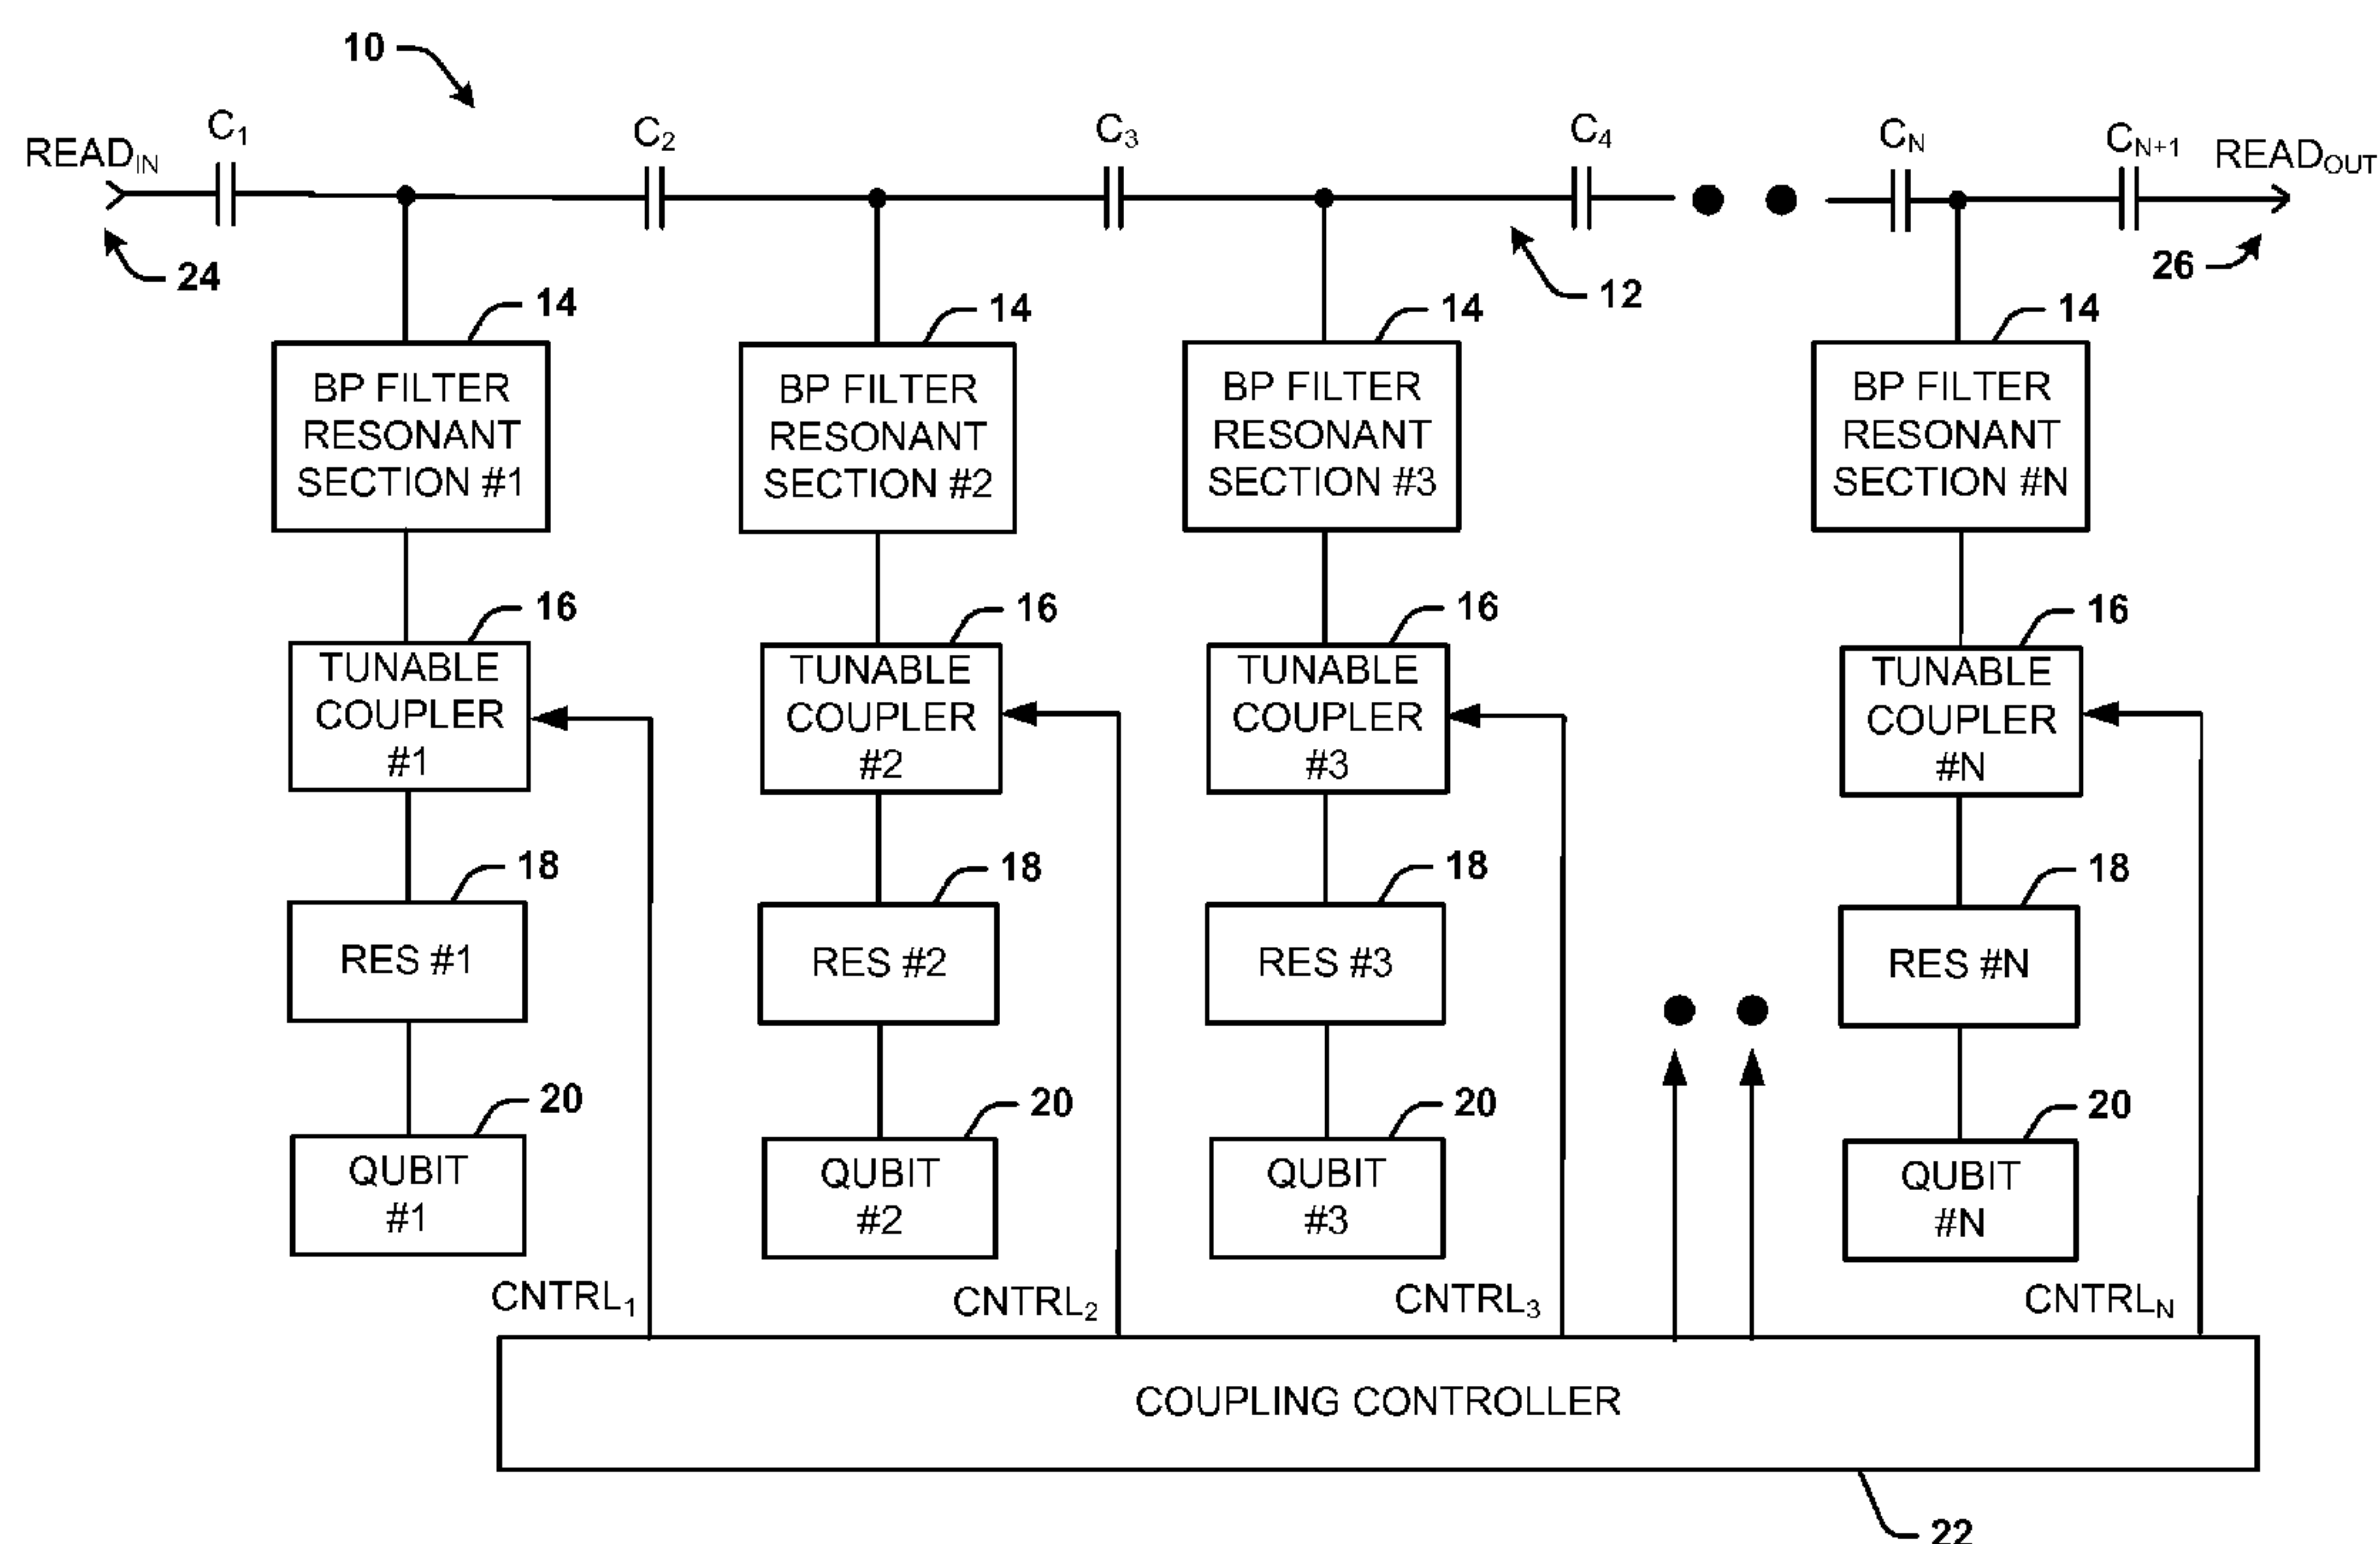 10
C1 C2 C3 C4 CN CN+1
READIN READOUT
24 12 26
14 14 14 14
BP FILTER RESONANT SECTION #1
BP FILTER RESONANT SECTION #2
BP FILTER RESONANT SECTION #3
BP FILTER RESONANT SECTION #N
16 16 16 16
TUNABLE COUPLER #1
TUNABLE COUPLER #2
TUNABLE COUPLER #3
TUNABLE COUPLER #N
18 18 18 18
RES #1 RES #2 RES #3 RES #N
20 20 20 20
QUBIT #1
QUBIT #2
QUBIT #3
QUBIT #N
CNTRL1 CNTRL2 CNTRL3 CNTRLN
COUPLING CONTROLLER
22